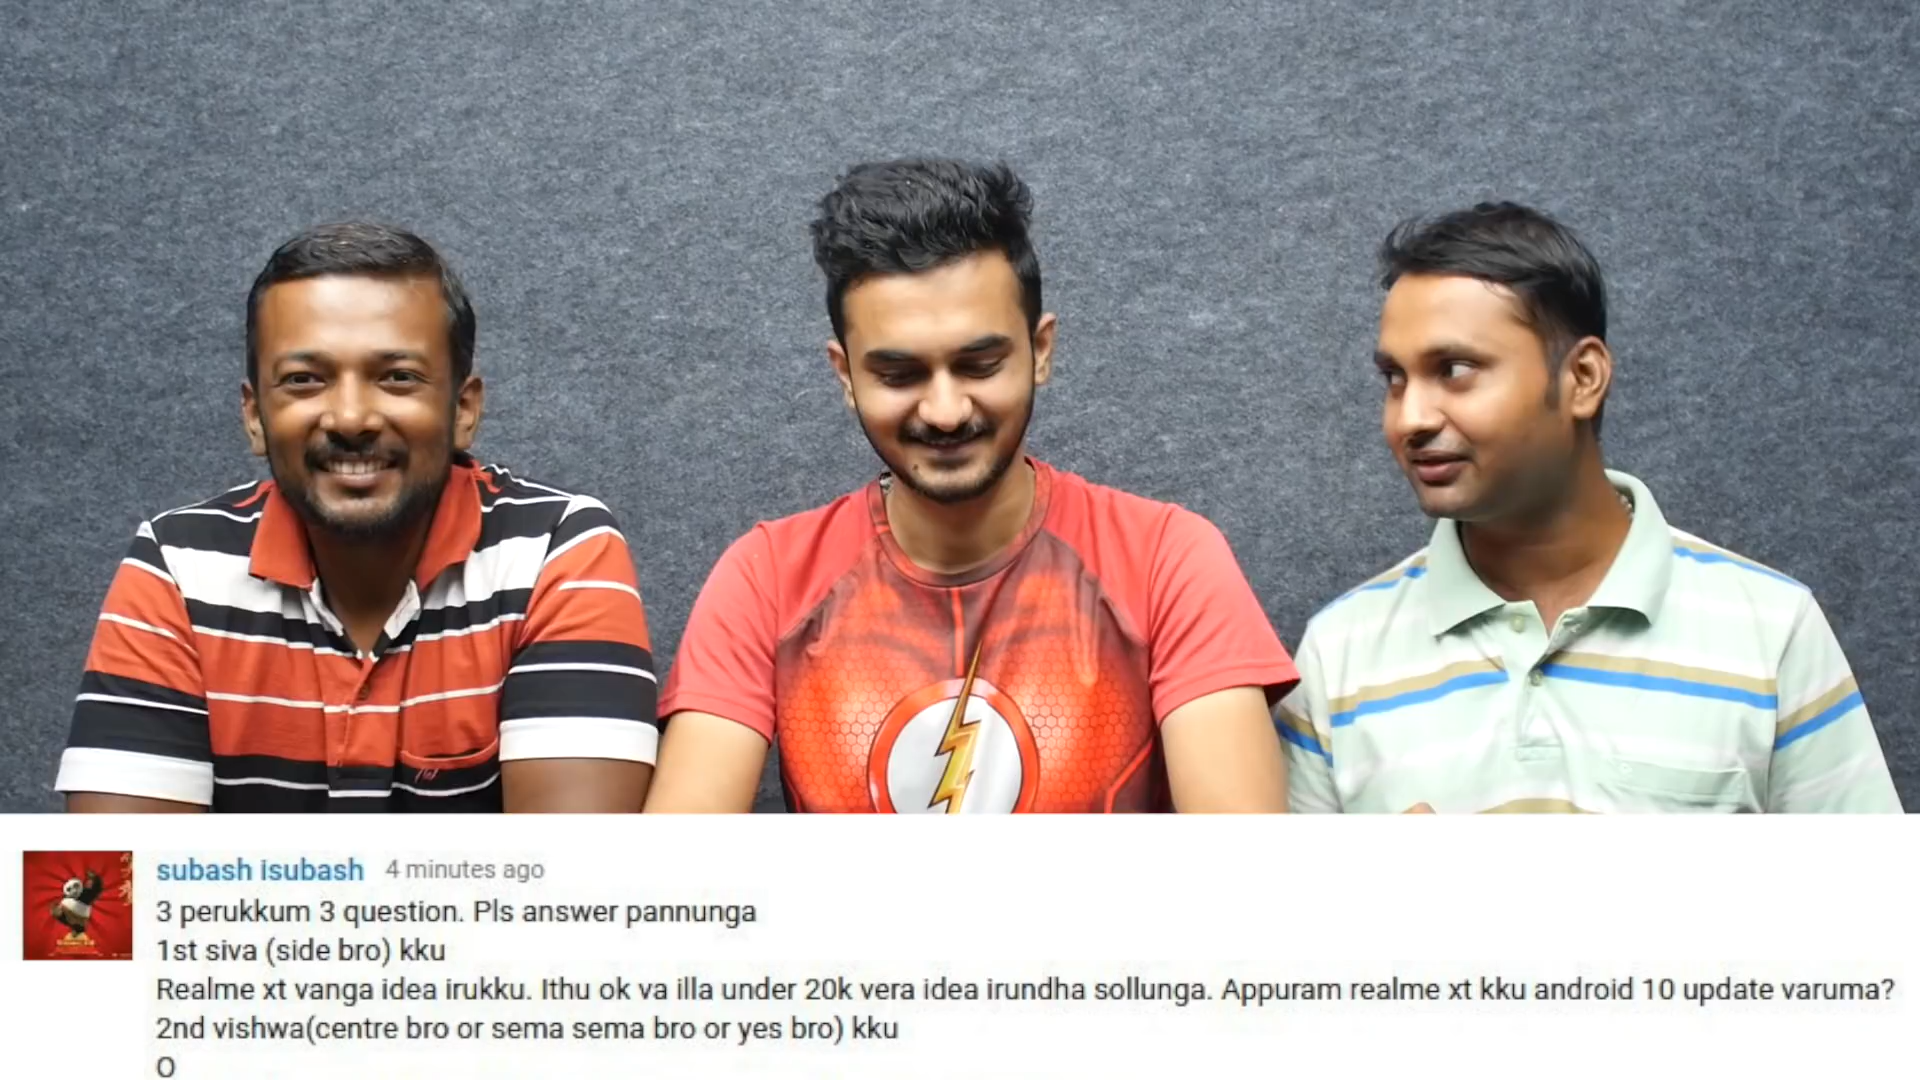 subash isubash 4 minutes ago
3 perukkum 3 question. Pls answer pannunga
1st siva (side bro) kku
Realme xt vanga idea irukku. Ithu ok va illa under 20k vera idea irundha sollunga. Appuram realme xt kku android 10 update varuma?
2nd vishwa(centre bro or sema sema bro or yes bro) kku
O